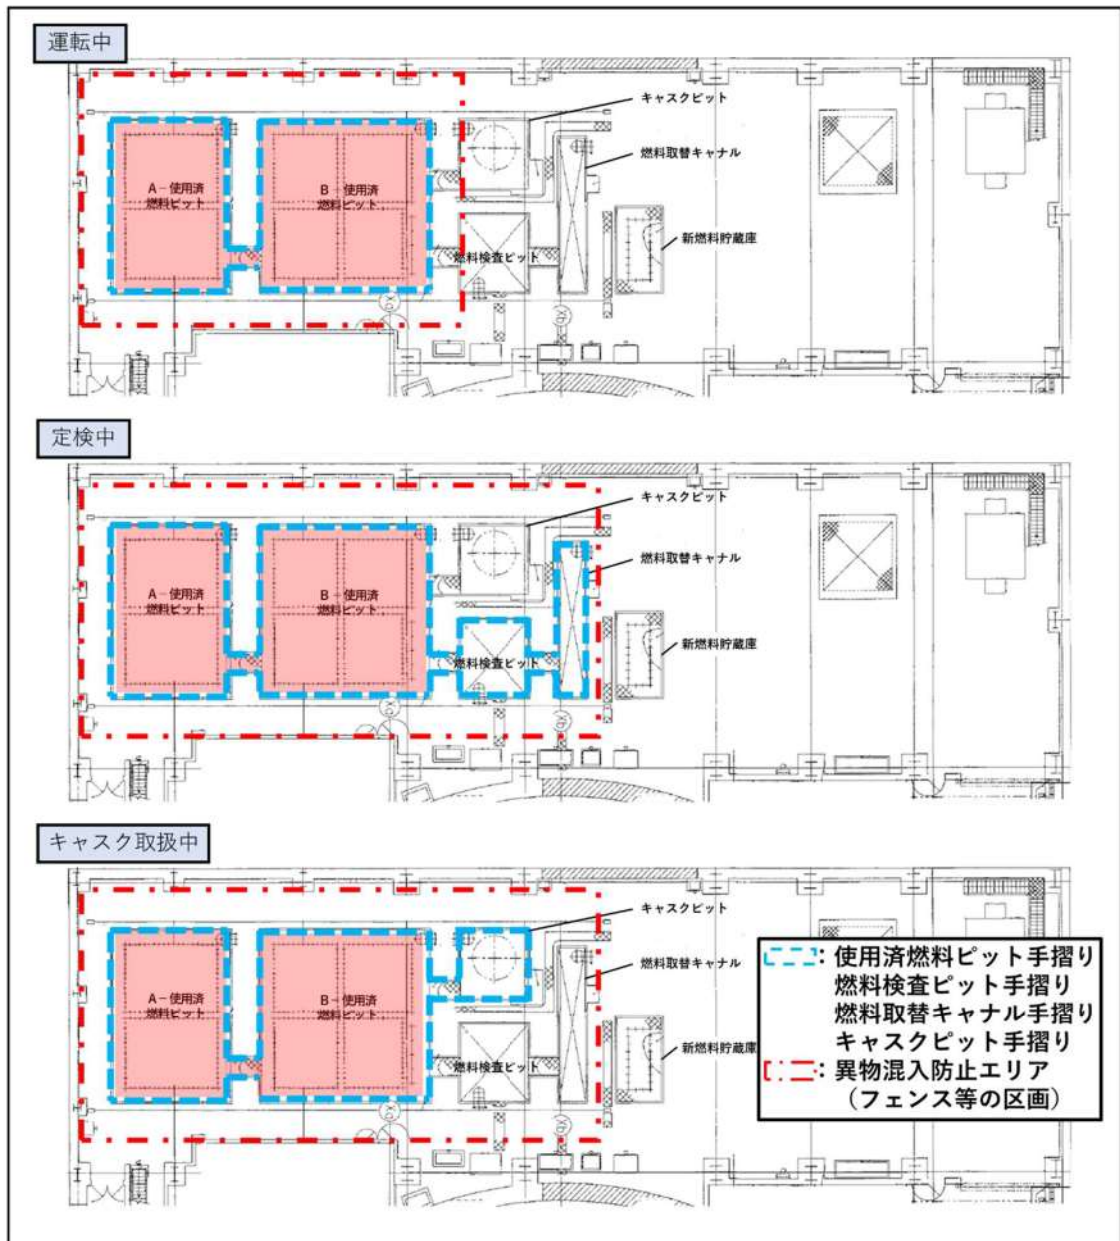 運転中
キャスクピット
燃料取替キャナル
A－使用済
燃料ピット
B－使用済
燃料ピット
新燃料貯蔵庫
燃料検査ピット
定検中
キャスクピット
燃料取替キャナル
A－使用済
燃料ピット
B－使用済
燃料ピット
新燃料貯蔵庫
燃料検査ピット
キャスク取扱中
キャスクピット
燃料取替キャナル
A－使用済
燃料ピット
B－使用済
燃料ピット
新燃料貯蔵庫
燃料検査ピット
：使用済燃料ピット手摺り
燃料検査ピット手摺り
燃料取替キャナル手摺り
キャスクピット手摺り
：異物混入防止エリア
（フェンス等の区画）